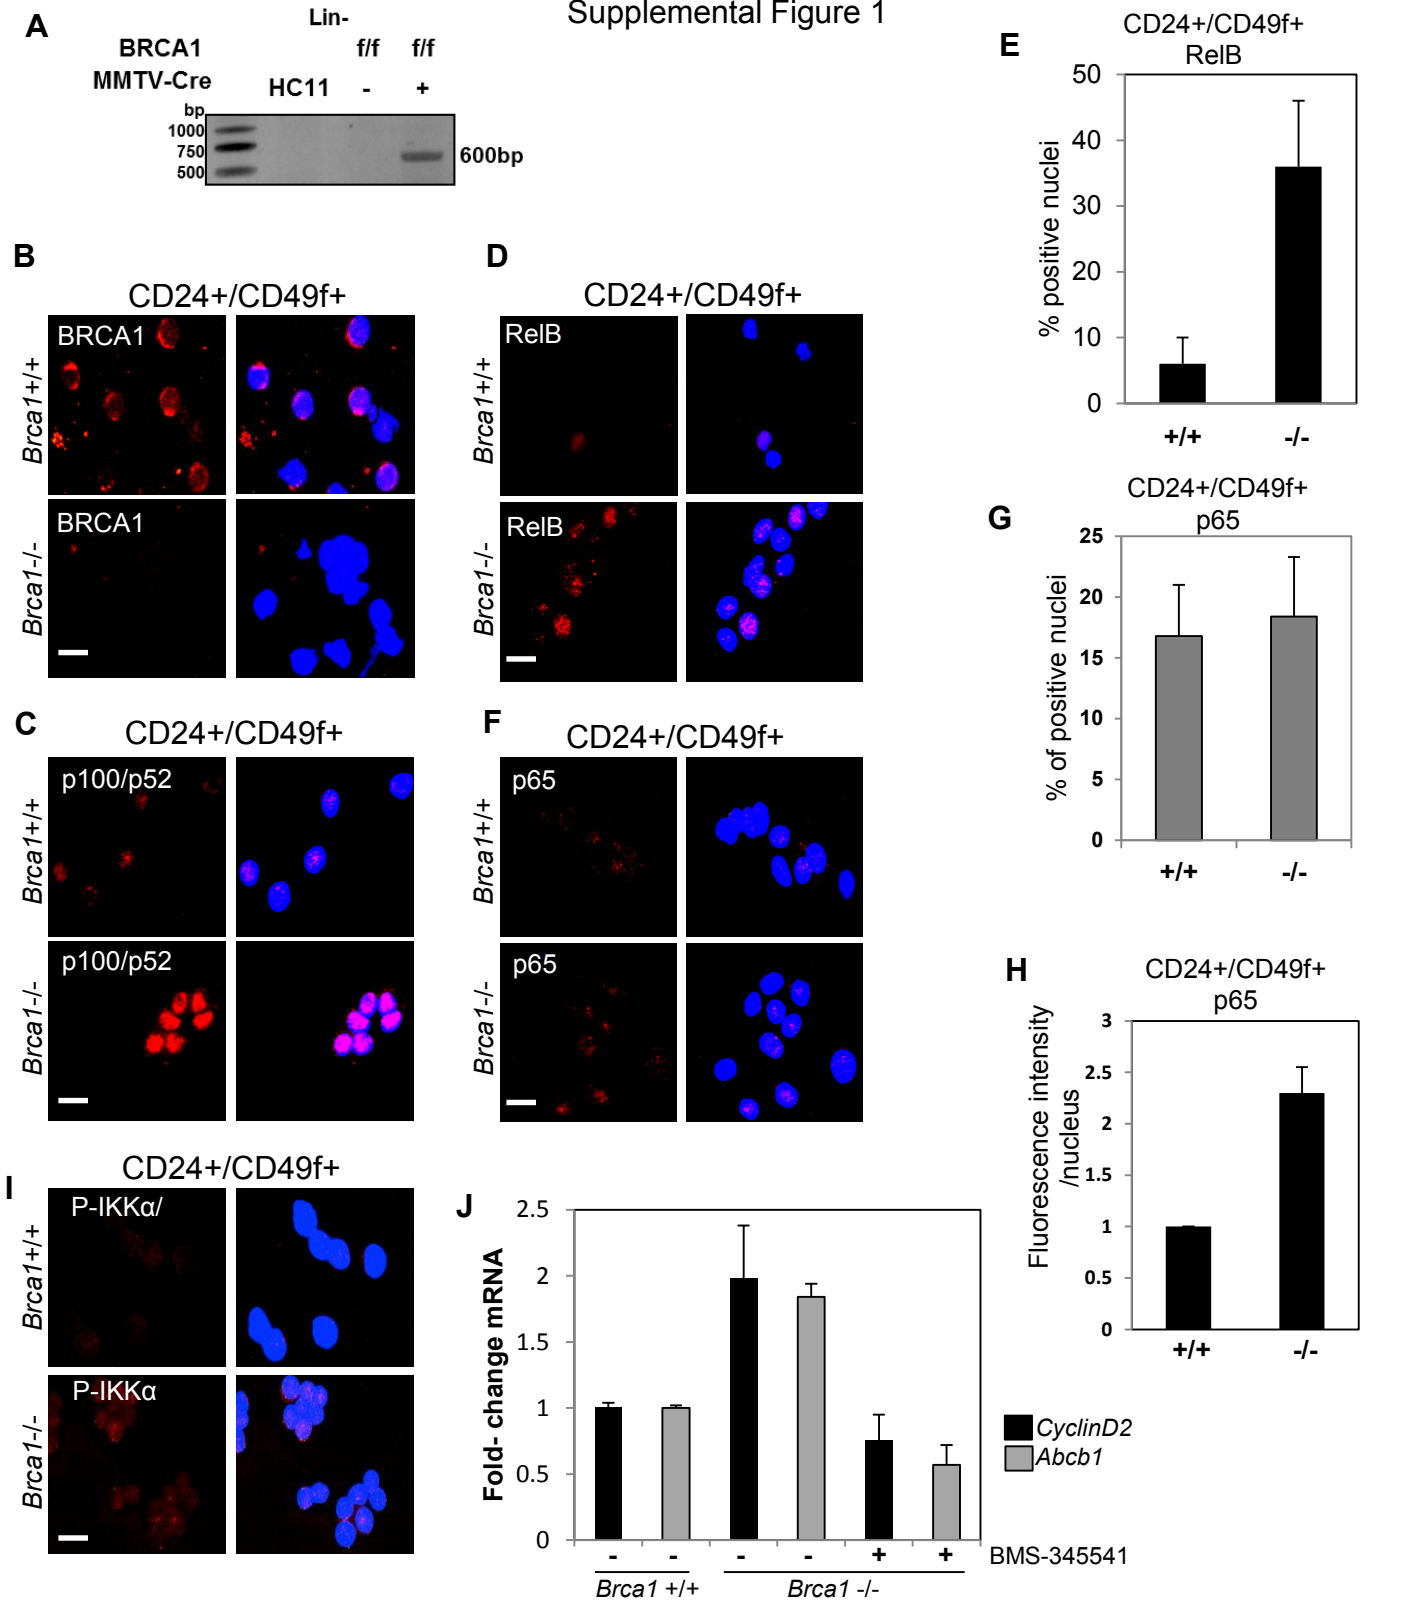 Supplemental Figure 1
A
Lin-
BRCA1 f/f f/f
MMTV-Cre HC11 - +
bp
1000
750
500
600bp
B
CD24+/CD49f+
Brca1+/+
BRCA1
Brca1-/-
BRCA1
C
CD24+/CD49f+
Brca1+/+
p100/p52
Brca1-/-
p100/p52
D
CD24+/CD49f+
Brca1+/+
RelB
Brca1-/-
RelB
E
CD24+/CD49f+
RelB
% positive nuclei
50
40
30
20
10
0
+/+ -/-
F
CD24+/CD49f+
Brca1+/+
p65
Brca1-/-
p65
G
CD24+/CD49f+
p65
% of positive nuclei
25
20
15
10
5
0
+/+ -/-
H
CD24+/CD49f+
p65
Fluorescence intensity
/nucleus
3
2.5
2
1.5
1
0.5
0
+/+ -/-
I
CD24+/CD49f+
Brca1+/+
P-IKKα/
Brca1-/-
P-IKKα
J
Fold- change mRNA
2.5
2
1.5
1
0.5
0
- - - - + + BMS-345541
Brca1 +/+ Brca1 -/-
CyclinD2
Abcb1